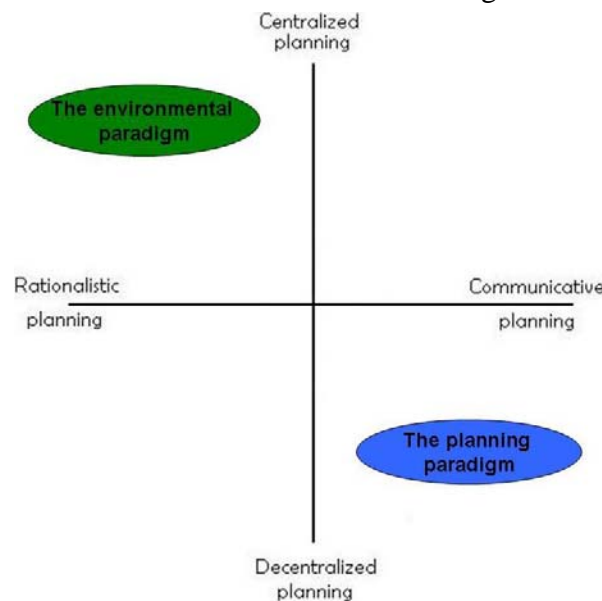 Centralized
planning
The environmental
paradigm
Rationalistic
planning
Communicative
planning
The planning
paradigm
Decentralized
planning